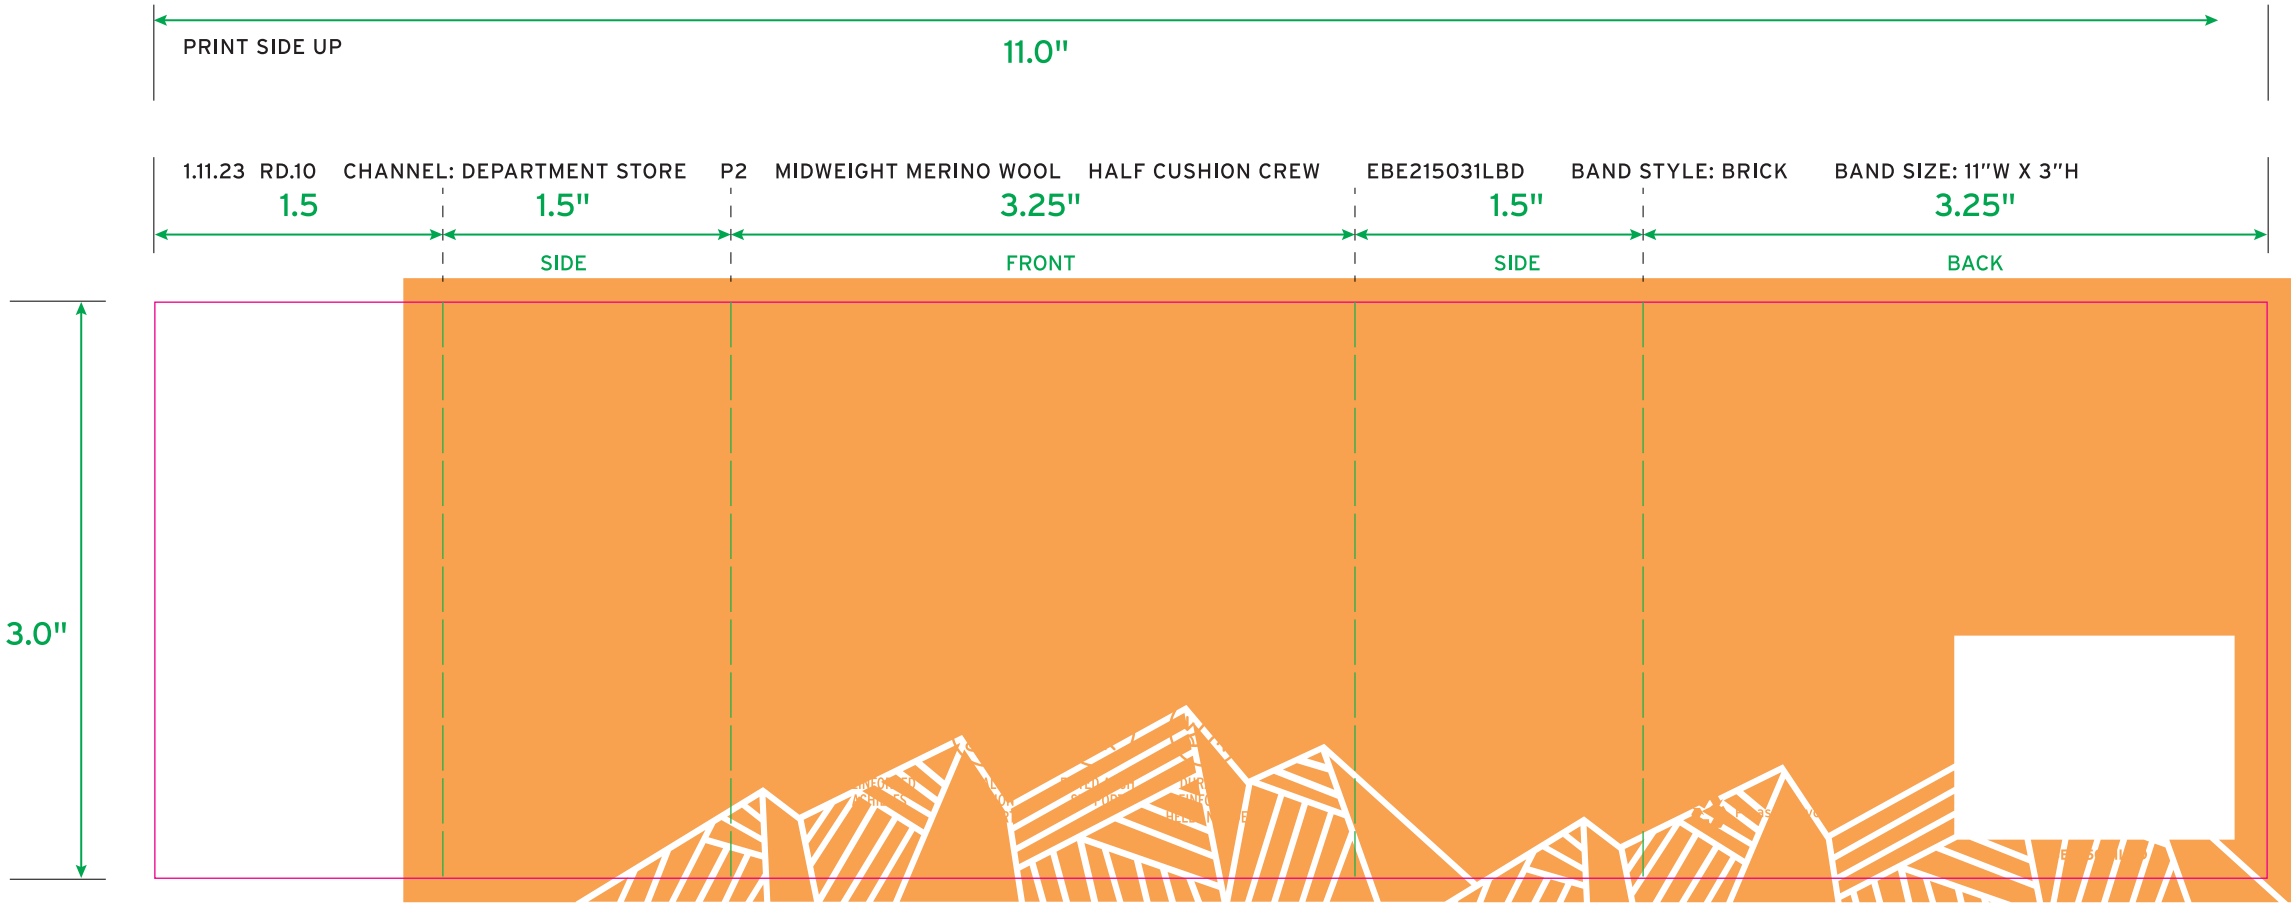 11.0"
PRINT SIDE UP
1.11.23 RD.10 CHANNEL: DEPARTMENT STORE P2 MIDWEIGHT MERINO WOOL HALF CUSHION CREW EBE215031LBD BAND STYLE: BRICK BAND SIZE: 11"W X 3"H
1.5 1.5" 3.25" 1.5" 3.25"
SIDE FRONT SIDE BACK
3.0"